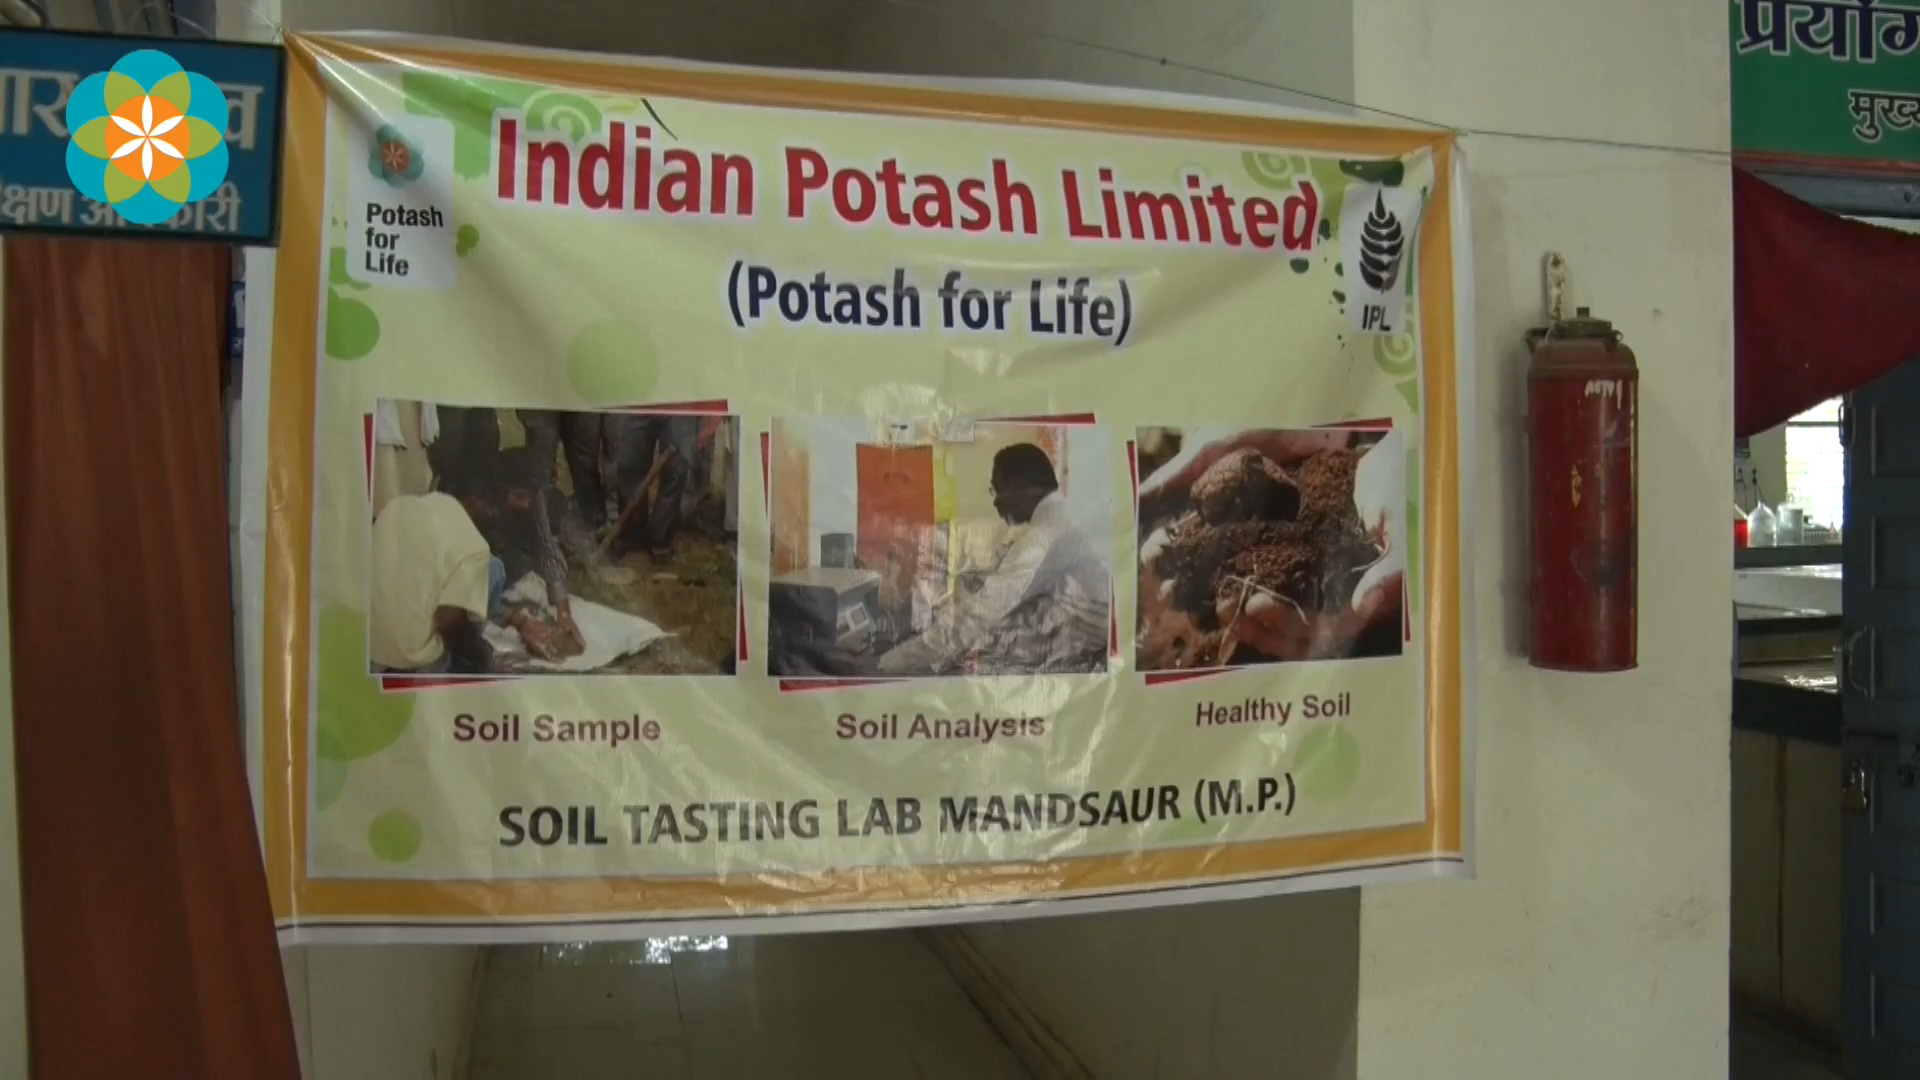 Indian Potash Limited
(Potash for Life)
Potash
for
Life
IPL
Soil Sample
Soil Analysis
Healthy Soil
SOIL TASTING LAB MANDSAUR (M.P.)